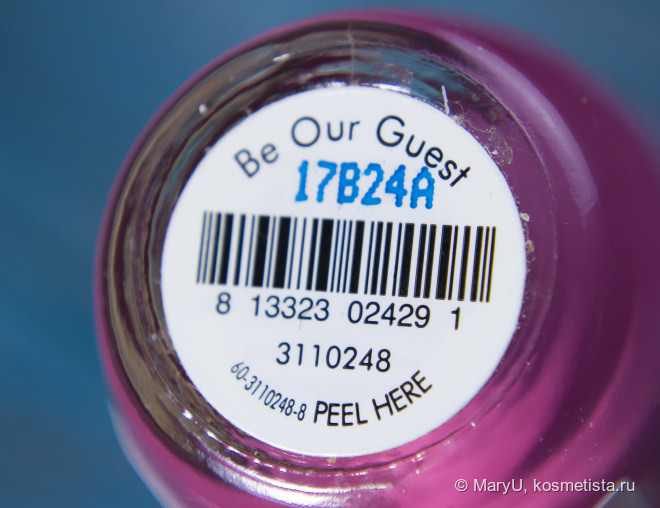 Be Our Guest
17B24A
8 13323 02429 1
3110248
60-3110248-8 PEEL HERE
© MaryU, kosmetista.ru